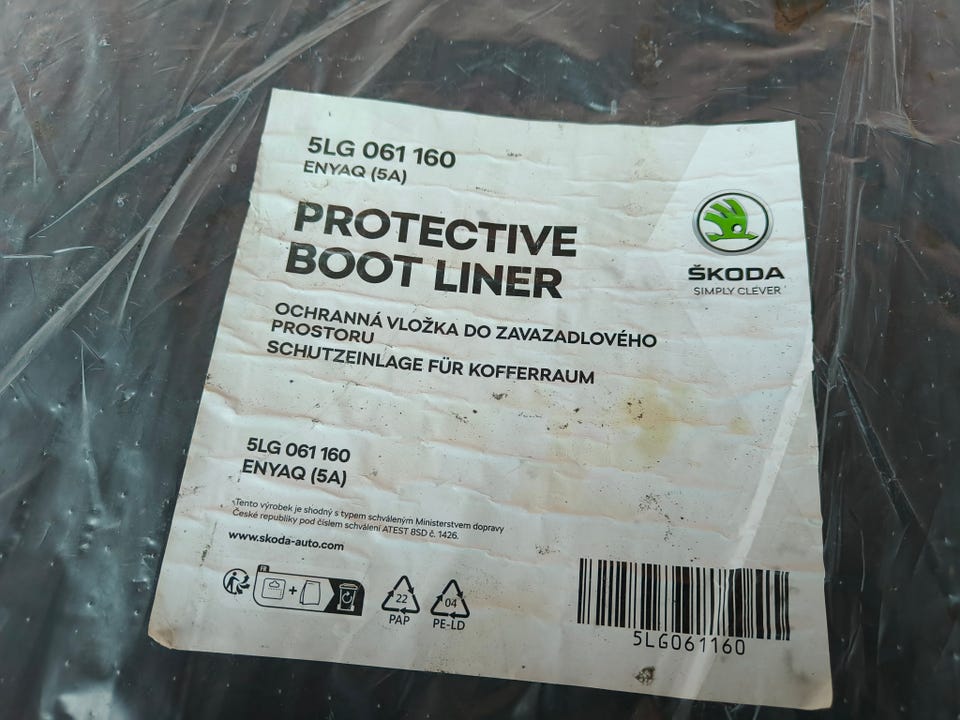 5LG 061 160
ENYAQ (5A)
PROTECTIVE
BOOT LINER
ŠKODA
SIMPLY CLEVER
OCHRANNÁ VLOŽKA DO ZAVAZADLOVÉHO
PROSTORU
SCHUTZEINLAGE FÜR KOFFERRAUM
5LG 061 160
ENYAQ (5A)
Tento výrobek je shodný s typem schváleným Ministerstvem dopravy
České republiky pod číslem schválení ATEST 8SD č. 1426.
www.skoda-auto.com
FR
+
22
PAP
04
PE-LD
5LG061160